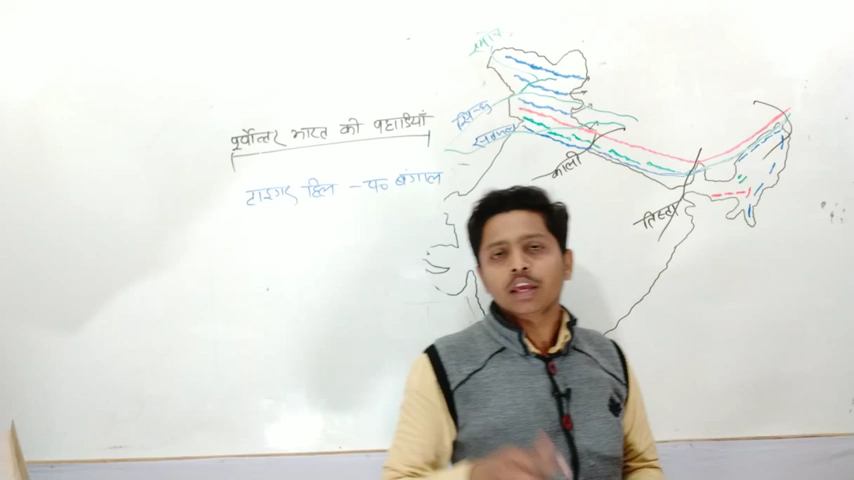 पूर्वोत्तर भारत की पहाड़ियाँ
टाइगर हिल - प० बंगाल
सिन्धु
सतलज
काली
तिस्ता